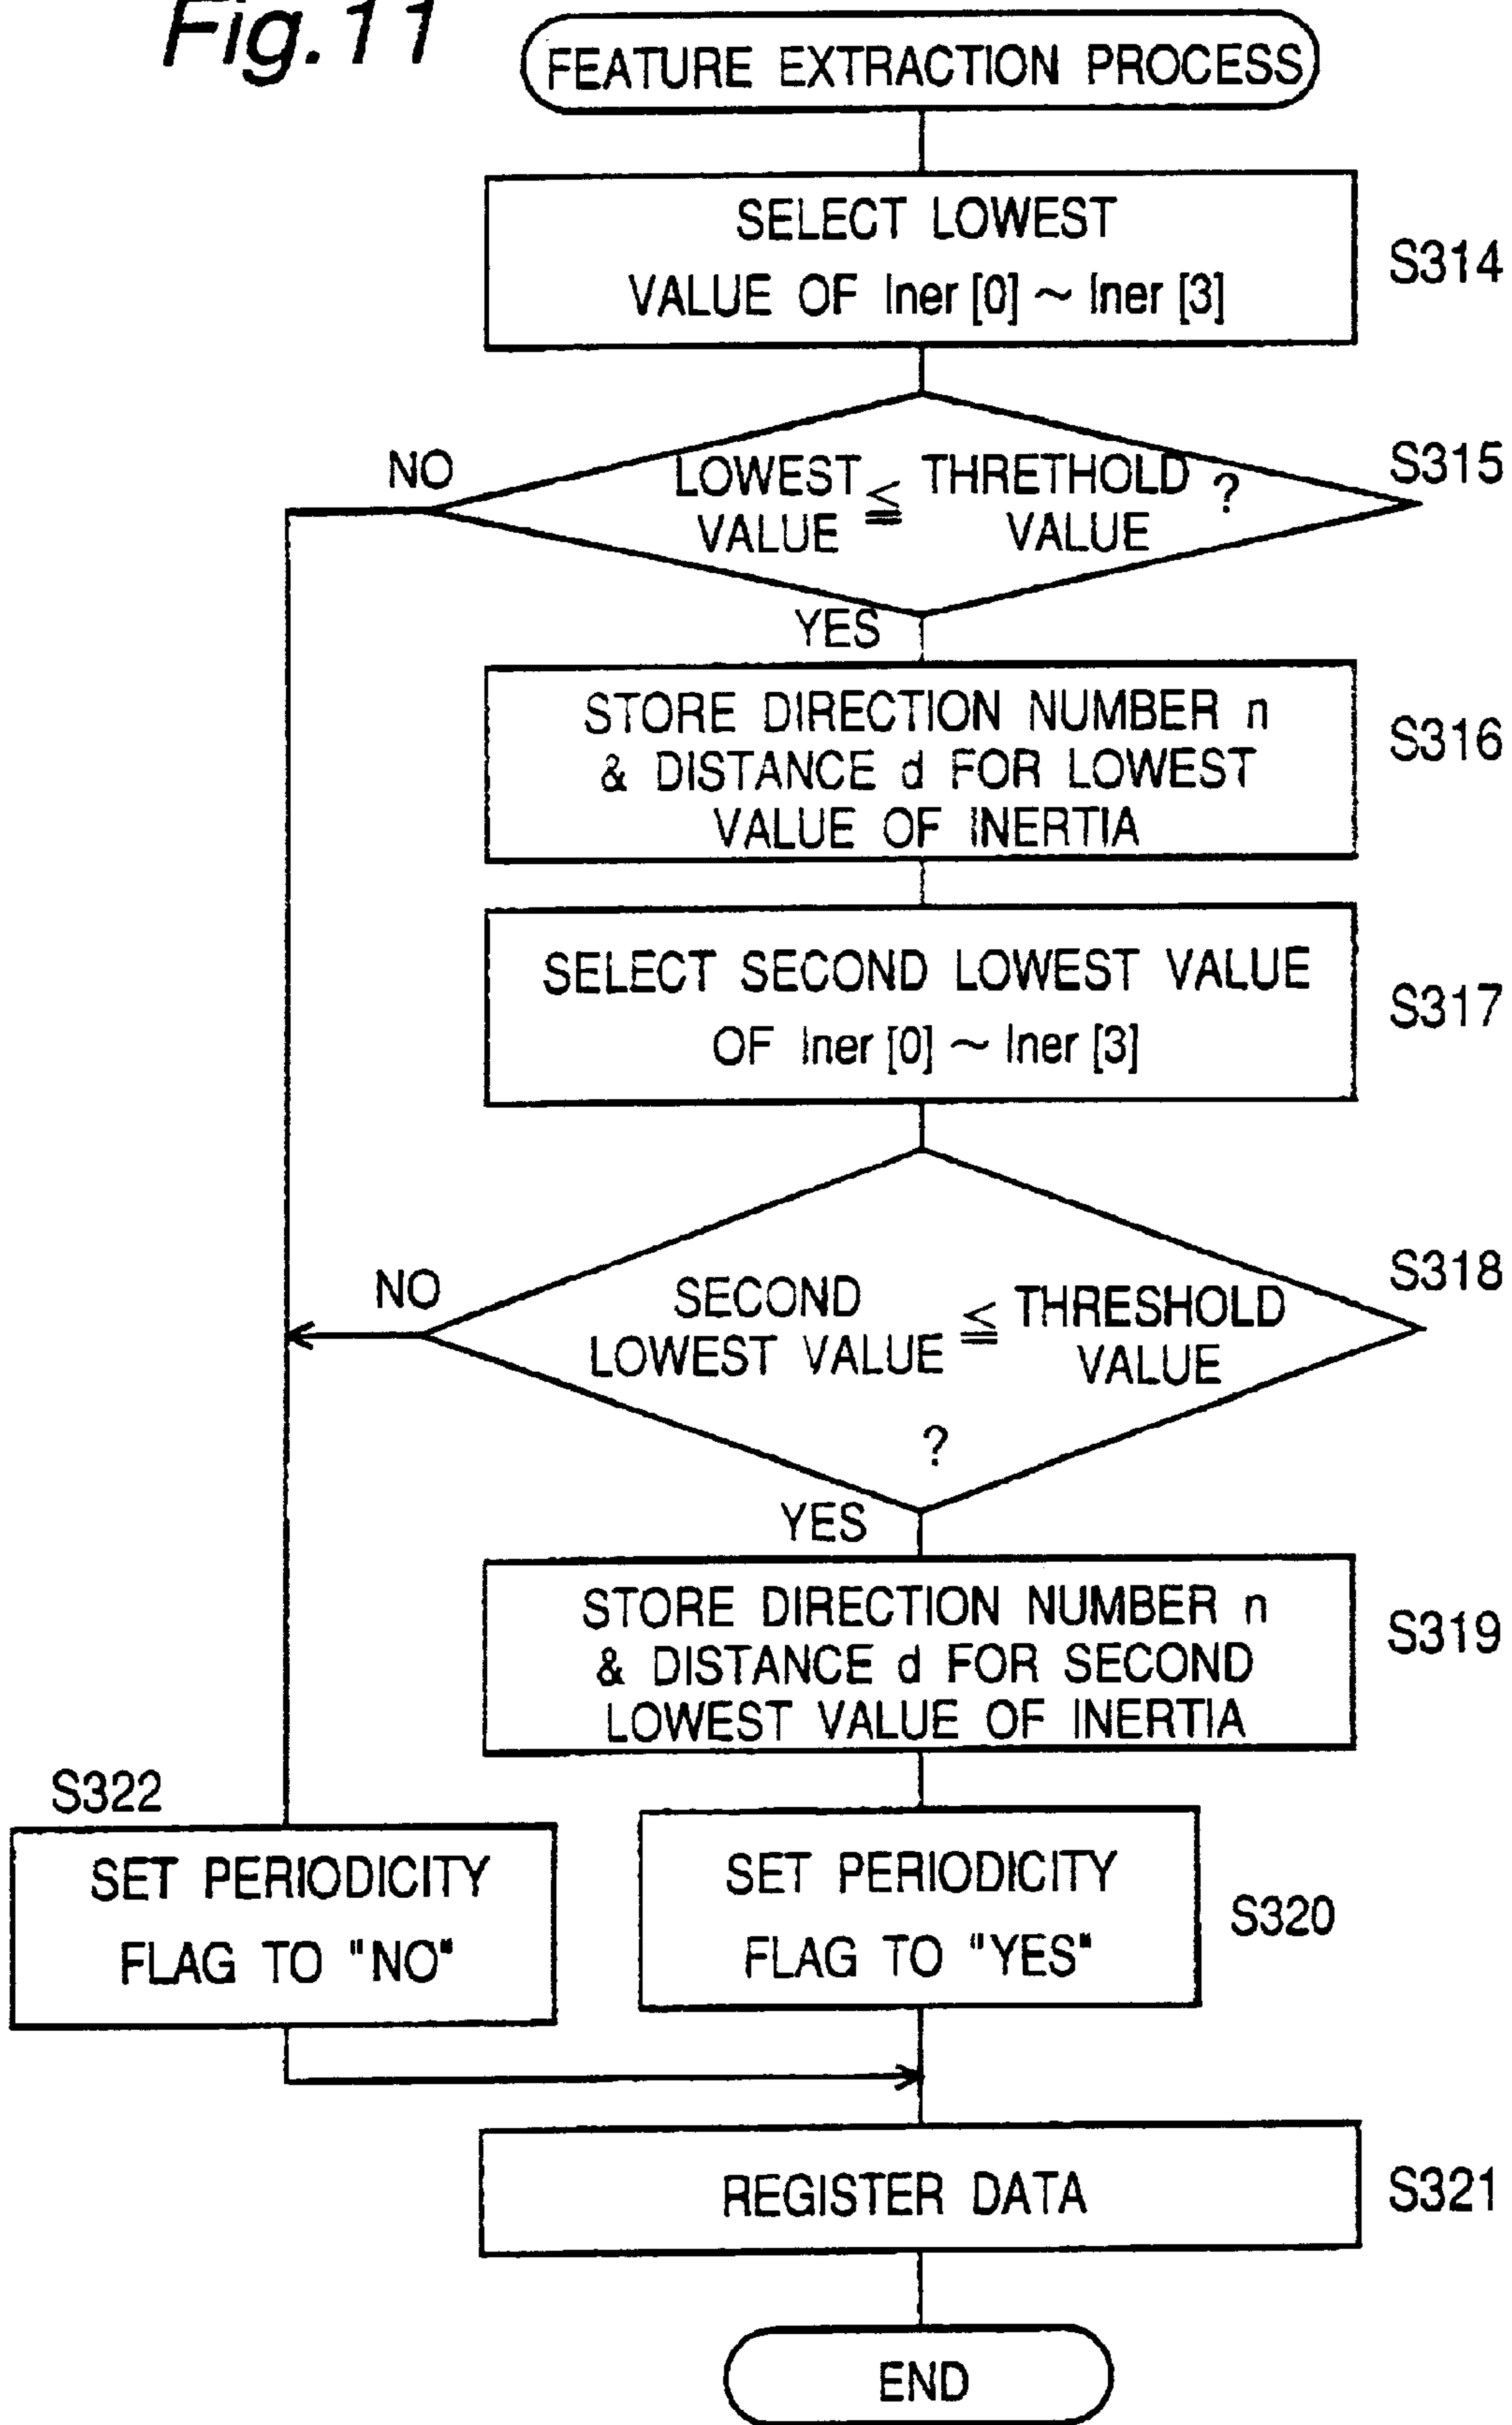 Fig.11
FEATURE EXTRACTION PROCESS
SELECT LOWEST
VALUE OF Iner [0] ~ Iner [3]
S314
NO
LOWEST
VALUE
≦
THRETHOLD
VALUE
?
S315
YES
STORE DIRECTION NUMBER n
& DISTANCE d FOR LOWEST
VALUE OF INERTIA
S316
SELECT SECOND LOWEST VALUE
OF Iner [0] ~ Iner [3]
S317
NO
SECOND
LOWEST VALUE
≦
THRESHOLD
VALUE
?
S318
YES
STORE DIRECTION NUMBER n
& DISTANCE d FOR SECOND
LOWEST VALUE OF INERTIA
S319
S322
SET PERIODICITY
FLAG TO "NO"
SET PERIODICITY
FLAG TO "YES"
S320
REGISTER DATA
S321
END